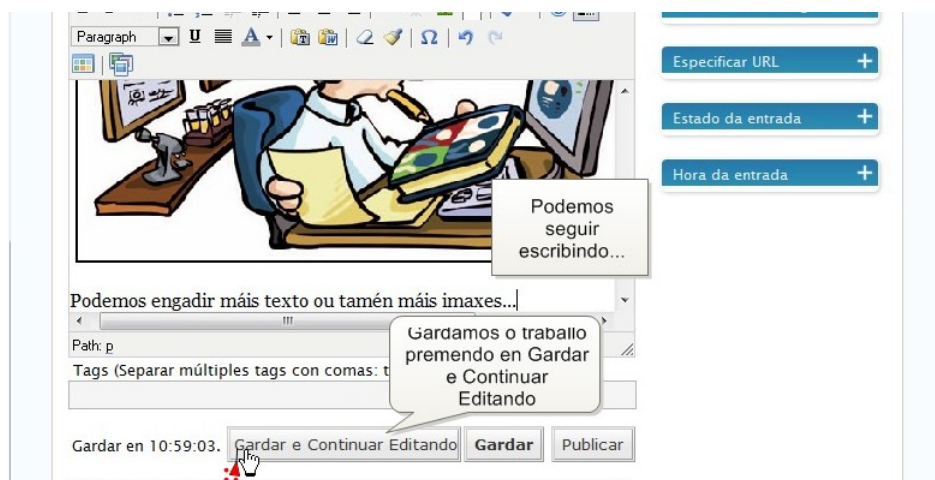 Paragraph
Especificar URL
Estado da entrada
Hora da entrada
Podemos
seguir
escribindo...
Podemos engadir máis texto ou tamén máis imaxes...
Gardamos o traballo
premendo en Gardar
e Continuar
Editando
Path: p
Tags (Separar múltiples tags con comas: t
Gardar en 10:59:03. Gardar e Continuar Editando Gardar Publicar